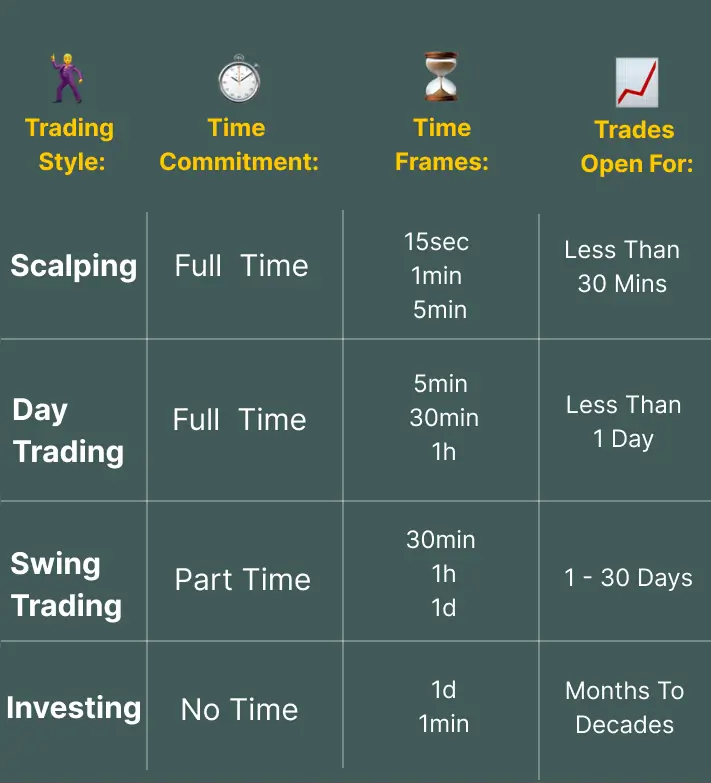 Trading
Style:
Time
Commitment:
Time
Frames:
Trades
Open For:
Scalping
Full  Time
15sec
1min
5min
Less Than
30 Mins
Day
Trading
Full  Time
5min
30min
1h
Less Than
1 Day
Swing
Trading
Part Time
30min
1h
1d
1 - 30 Days
Investing
No Time
1d
1min
Months To
Decades